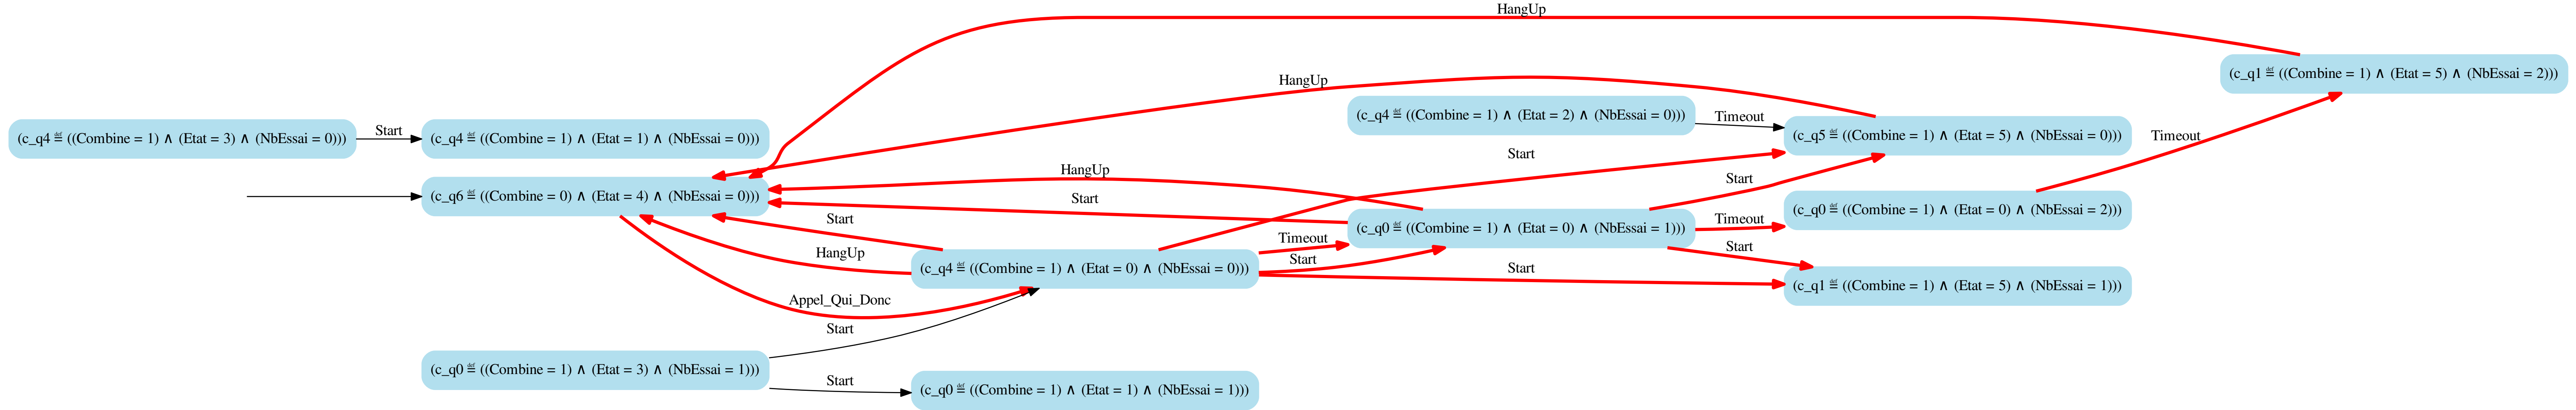 HangUp
(c_q1 ≝ ((Combine = 1) ∧ (Etat = 5) ∧ (NbEssai = 2)))
HangUp
(c_q4 ≝ ((Combine = 1) ∧ (Etat = 2) ∧ (NbEssai = 0)))
Timeout
(c_q4 ≝ ((Combine = 1) ∧ (Etat = 3) ∧ (NbEssai = 0)))
Start
(c_q4 ≝ ((Combine = 1) ∧ (Etat = 1) ∧ (NbEssai = 0)))
(c_q5 ≝ ((Combine = 1) ∧ (Etat = 5) ∧ (NbEssai = 0)))
Timeout
Start
HangUp
Start
(c_q6 ≝ ((Combine = 0) ∧ (Etat = 4) ∧ (NbEssai = 0)))
Start
(c_q0 ≝ ((Combine = 1) ∧ (Etat = 0) ∧ (NbEssai = 2)))
Start
Timeout
(c_q0 ≝ ((Combine = 1) ∧ (Etat = 0) ∧ (NbEssai = 1)))
Timeout
Start
HangUp
Start
Start
(c_q4 ≝ ((Combine = 1) ∧ (Etat = 0) ∧ (NbEssai = 0)))
(c_q1 ≝ ((Combine = 1) ∧ (Etat = 5) ∧ (NbEssai = 1)))
Appel_Qui_Donc
Start
(c_q0 ≝ ((Combine = 1) ∧ (Etat = 3) ∧ (NbEssai = 1)))
Start
(c_q0 ≝ ((Combine = 1) ∧ (Etat = 1) ∧ (NbEssai = 1)))